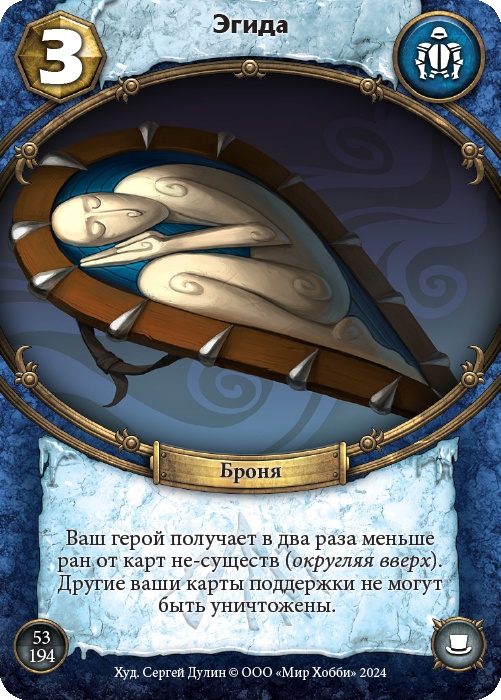 Эгида
3
Броня
Ваш герой получает в два раза меньше
ран от карт не-существ (округляя вверх).
Другие ваши карты поддержки не могут
быть уничтожены.
53
194
Худ. Сергей Дулин © ООО «Мир Хобби» 2024